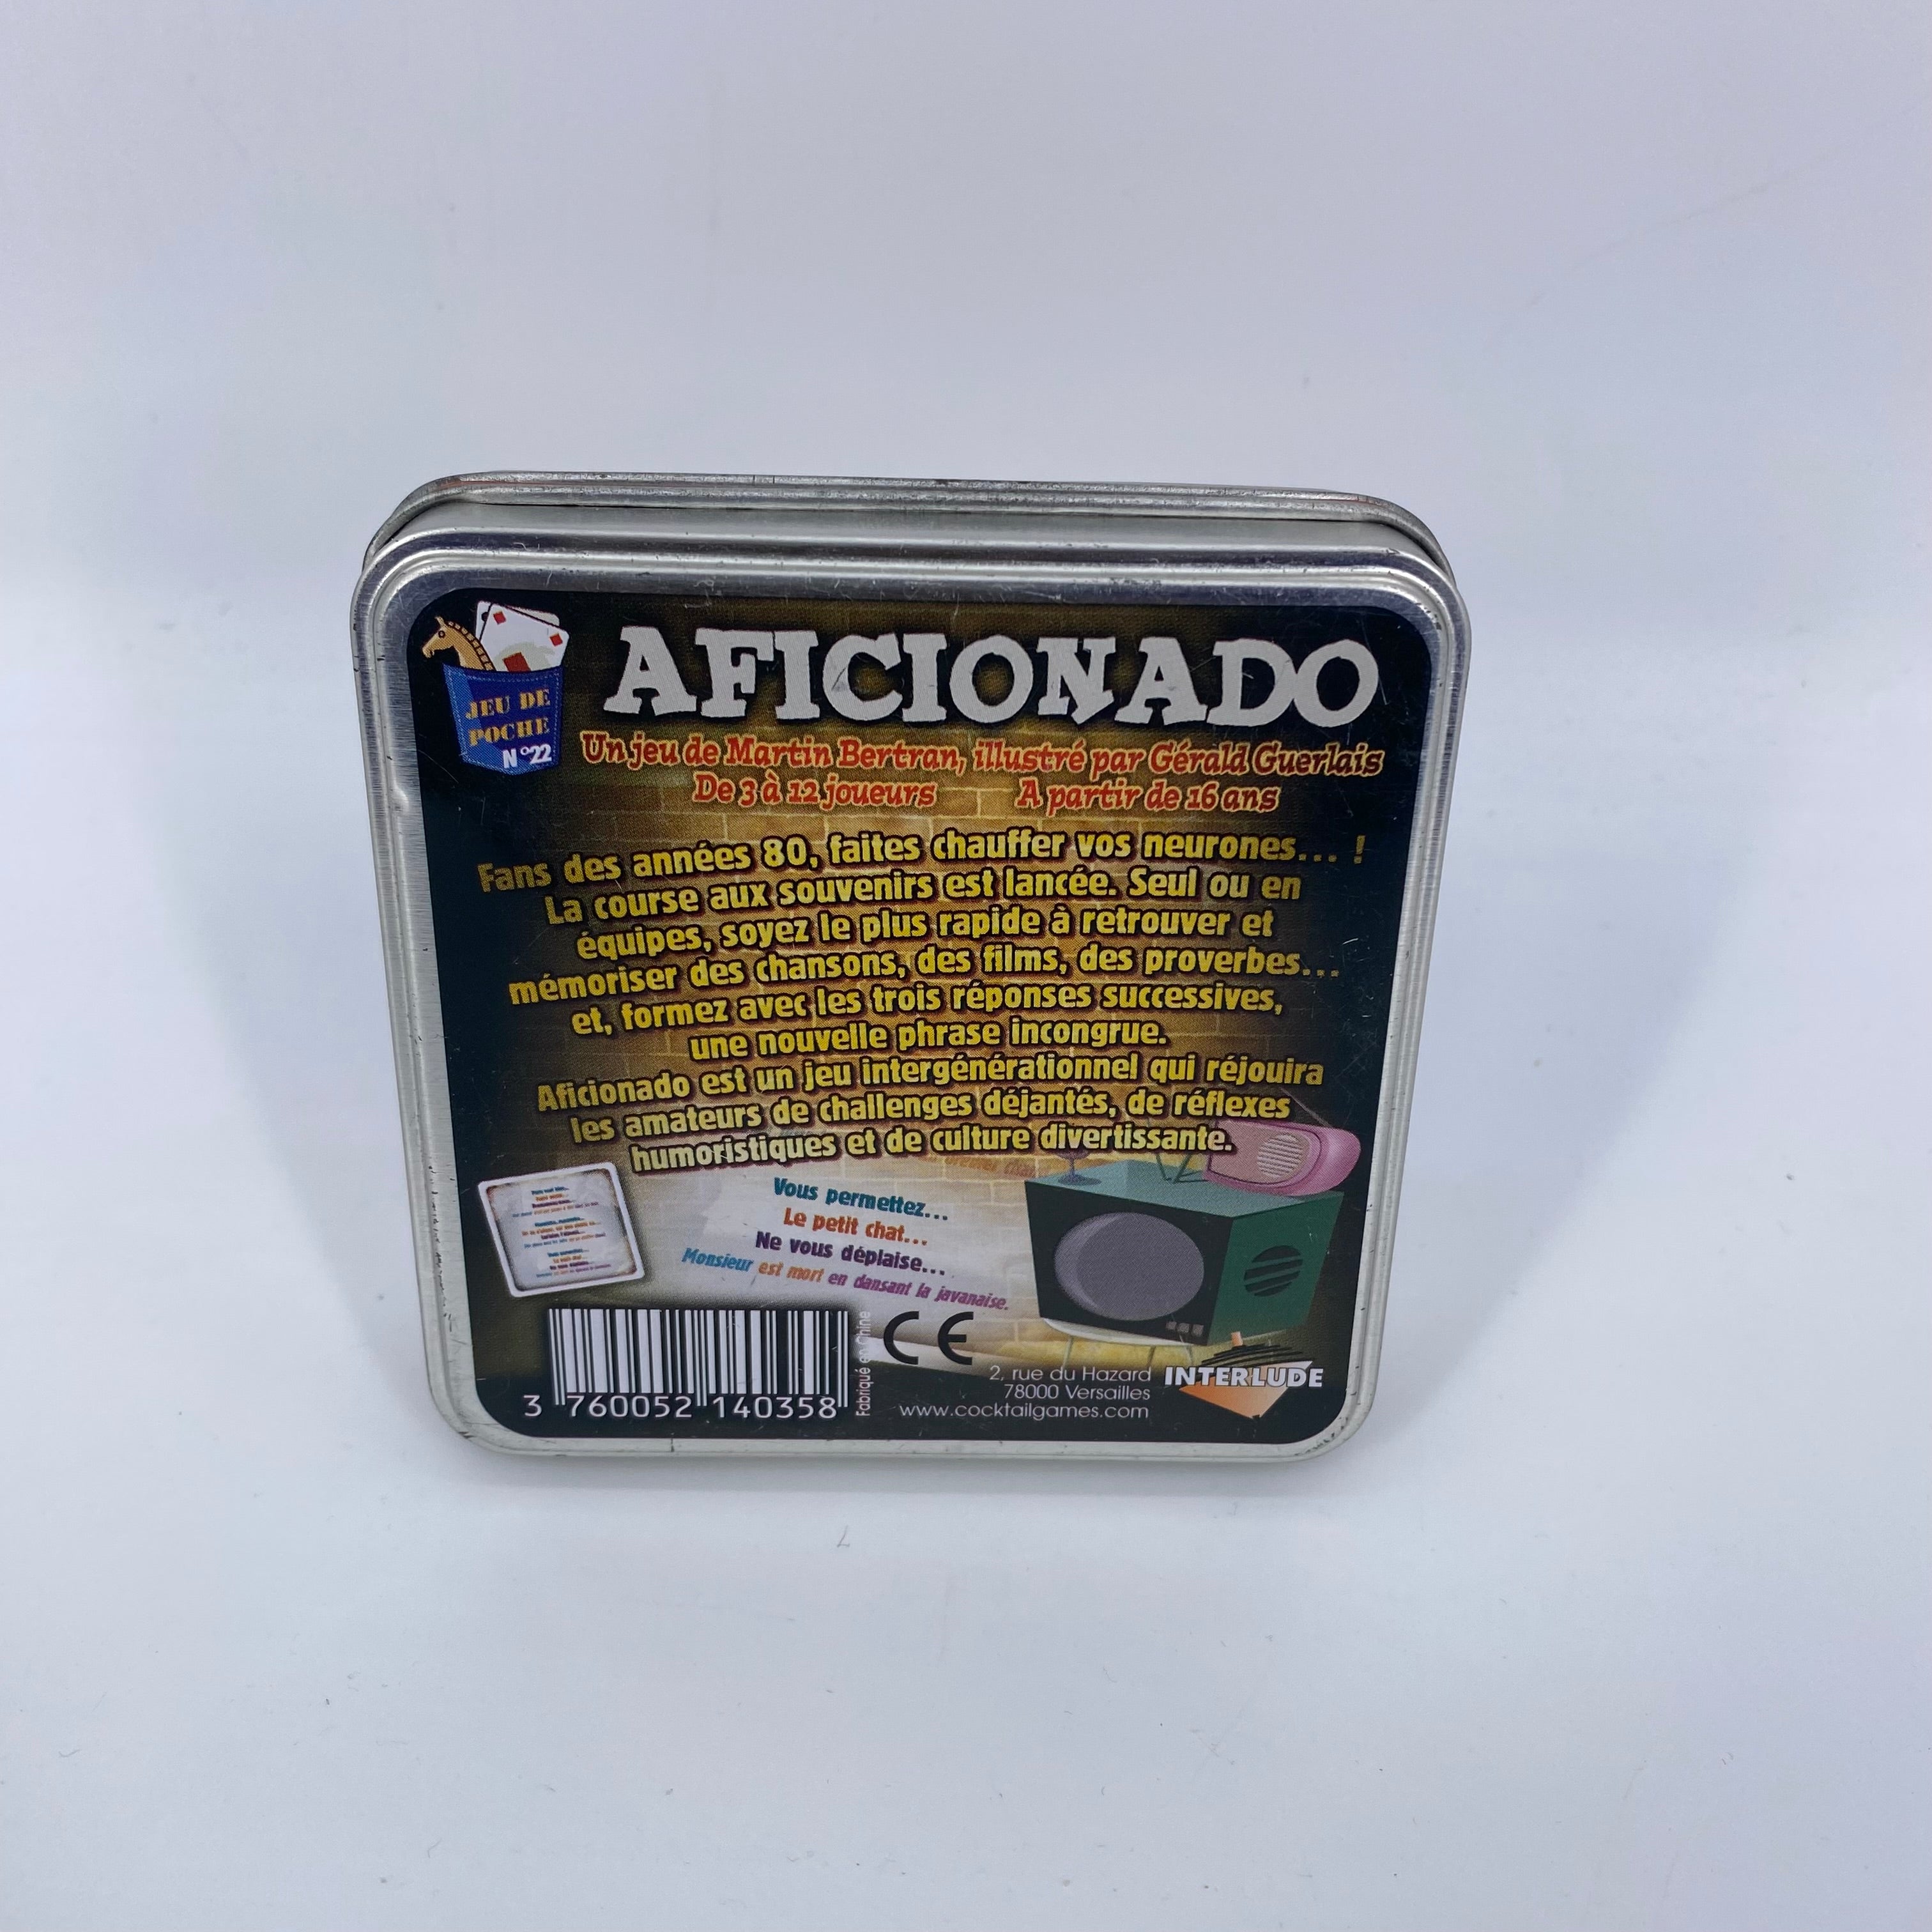 JEU DE
POCHE
N°22
AFICIONADO
Un jeu de Martin Bertran, illustré par Gérald Guerlais
De 3 à 12 joueurs A partir de 16 ans
Fans des années 80, faites chauffer vos neurones... !
La course aux souvenirs est lancée. Seul ou en
équipes, soyez le plus rapide à retrouver et
mémoriser des chansons, des films, des proverbes...
et, formez avec les trois réponses successives,
une nouvelle phrase incongrue.
Aficionado est un jeu intergénérationnel qui réjouira
les amateurs de challenges déjantés, de réflexes
humoristiques et de culture divertissante.
Vous permettez...
Le petit chat...
Ne vous déplaise...
Monsieur est mort en dansant la javanaise.
3 760052 140358
Fabriqué en Chine
CE
2, rue du Hazard
78000 Versailles
www.cocktailgames.com
INTERLUDE